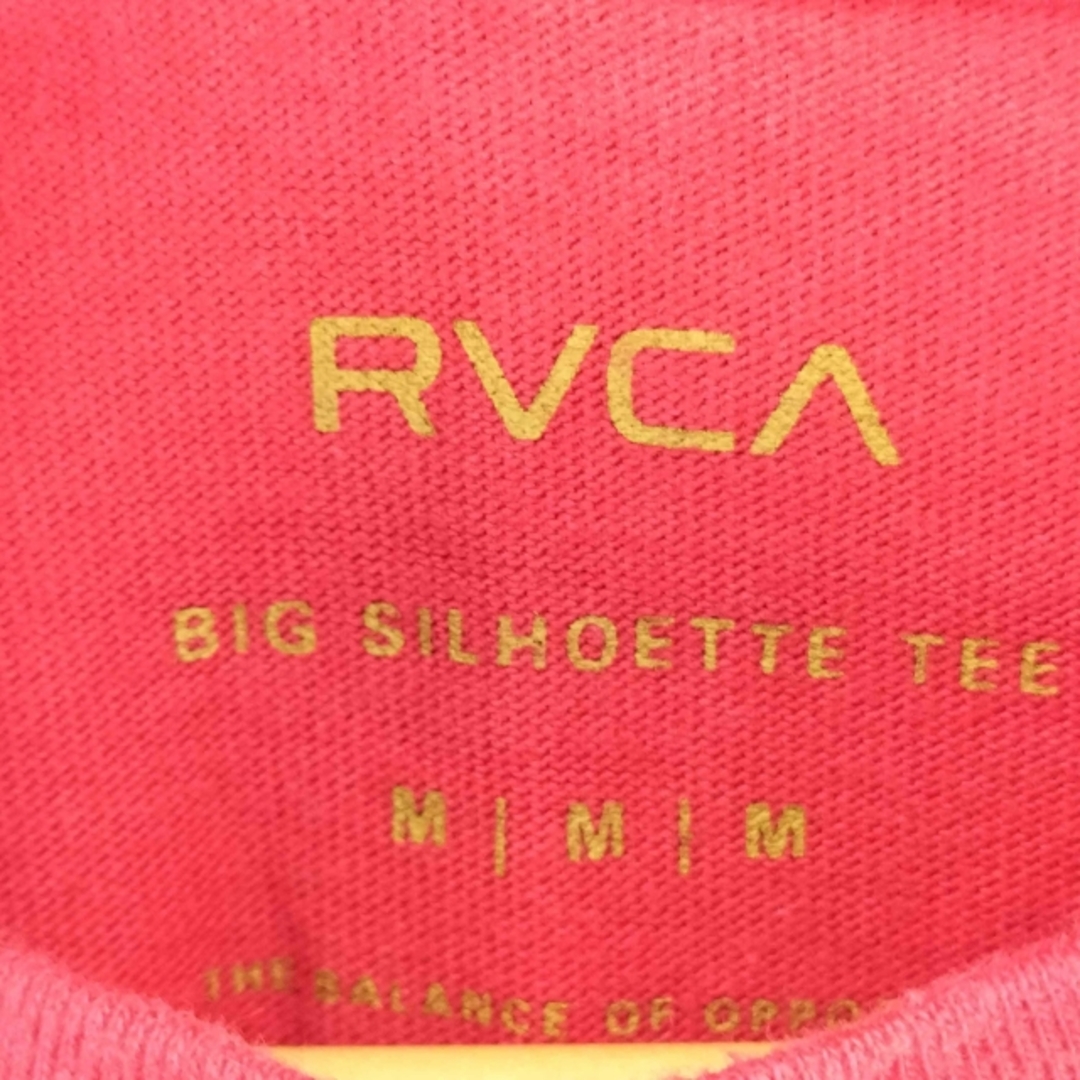 RVCA
BIG SILHOETTE TEE
M | M | M
THE BALANCE OF